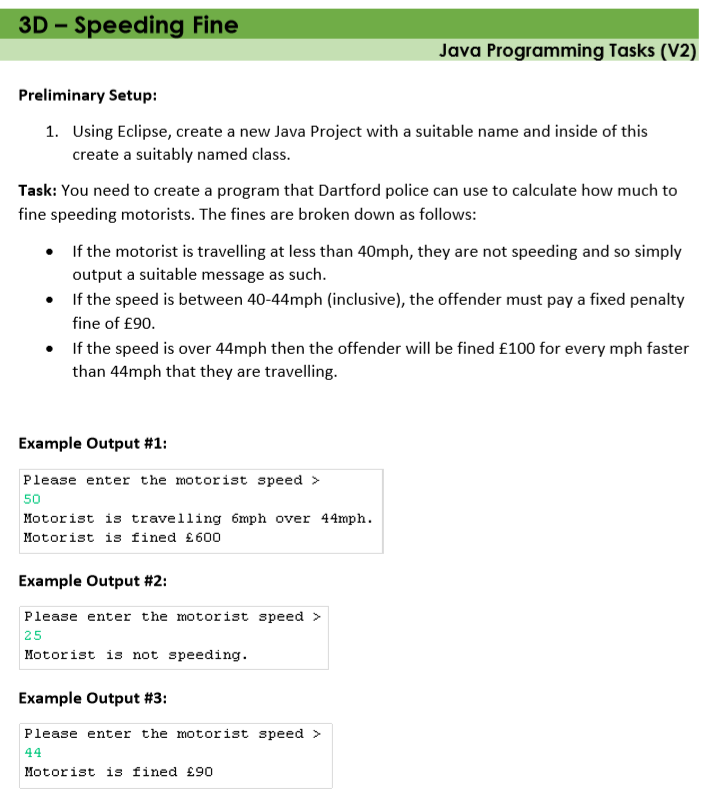 3D – Speeding Fine
Java Programming Tasks (V2)
Preliminary Setup:
1. Using Eclipse, create a new Java Project with a suitable name and inside of this
create a suitably named class.
Task: You need to create a program that Dartford police can use to calculate how much to
fine speeding motorists. The fines are broken down as follows:
• If the motorist is travelling at less than 40mph, they are not speeding and so simply
output a suitable message as such.
• If the speed is between 40-44mph (inclusive), the offender must pay a fixed penalty
fine of £90.
• If the speed is over 44mph then the offender will be fined £100 for every mph faster
than 44mph that they are travelling.
Example Output #1:
Please enter the motorist speed >
50
Motorist is travelling 6mph over 44mph.
Motorist is fined £600
Example Output #2:
Please enter the motorist speed >
25
Motorist is not speeding.
Example Output #3:
Please enter the motorist speed >
44
Motorist is fined £90